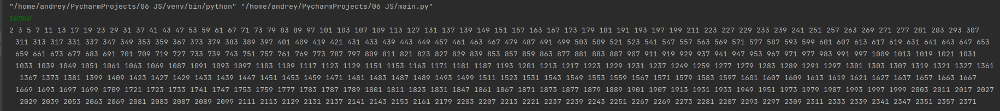 "/home/andrey/PycharmProjects/06 JS/venv/bin/python" "/home/andrey/PycharmProjects/06 JS/main.py"
10000
2 3 5 7 11 13 17 19 23 29 31 37 41 43 47 53 59 61 67 71 73 79 83 89 97 101 103 107 109 113 127 131 137 139 149 151 157 163 167 173 179 181 191 193 197 199 211 223 227 229 233 239 241 251 257 263 269 271 277 281 283 293 307
311 313 317 331 337 347 349 353 359 367 373 379 383 389 397 401 409 419 421 431 433 439 443 449 457 461 463 467 479 487 491 499 503 509 521 523 541 547 557 563 569 571 577 587 593 599 601 607 613 617 619 631 641 643 647 653
659 661 673 677 683 691 701 709 719 727 733 739 743 751 757 761 769 773 787 797 809 811 821 823 827 829 839 853 857 859 863 877 881 883 887 907 911 919 929 937 941 947 953 967 971 977 983 991 997 1009 1013 1019 1021 1031
1033 1039 1049 1051 1061 1063 1069 1087 1091 1093 1097 1103 1109 1117 1123 1129 1151 1153 1163 1171 1181 1187 1193 1201 1213 1217 1223 1229 1231 1237 1249 1259 1277 1279 1283 1289 1291 1297 1301 1303 1307 1319 1321 1327 1361
1367 1373 1381 1399 1409 1423 1427 1429 1433 1439 1447 1451 1453 1459 1471 1481 1483 1487 1489 1493 1499 1511 1523 1531 1543 1549 1553 1559 1567 1571 1579 1583 1597 1601 1607 1609 1613 1619 1621 1627 1637 1657 1663 1667
1669 1693 1697 1699 1709 1721 1723 1733 1741 1747 1753 1759 1777 1783 1787 1789 1801 1811 1823 1831 1847 1861 1867 1871 1873 1877 1879 1889 1901 1907 1913 1931 1933 1949 1951 1973 1979 1987 1993 1997 1999 2003 2011 2017 2027
2029 2039 2053 2063 2069 2081 2083 2087 2089 2099 2111 2113 2129 2131 2137 2141 2143 2153 2161 2179 2203 2207 2213 2221 2237 2239 2243 2251 2267 2269 2273 2281 2287 2293 2297 2309 2311 2333 2339 2341 2347 2351 2357 2371